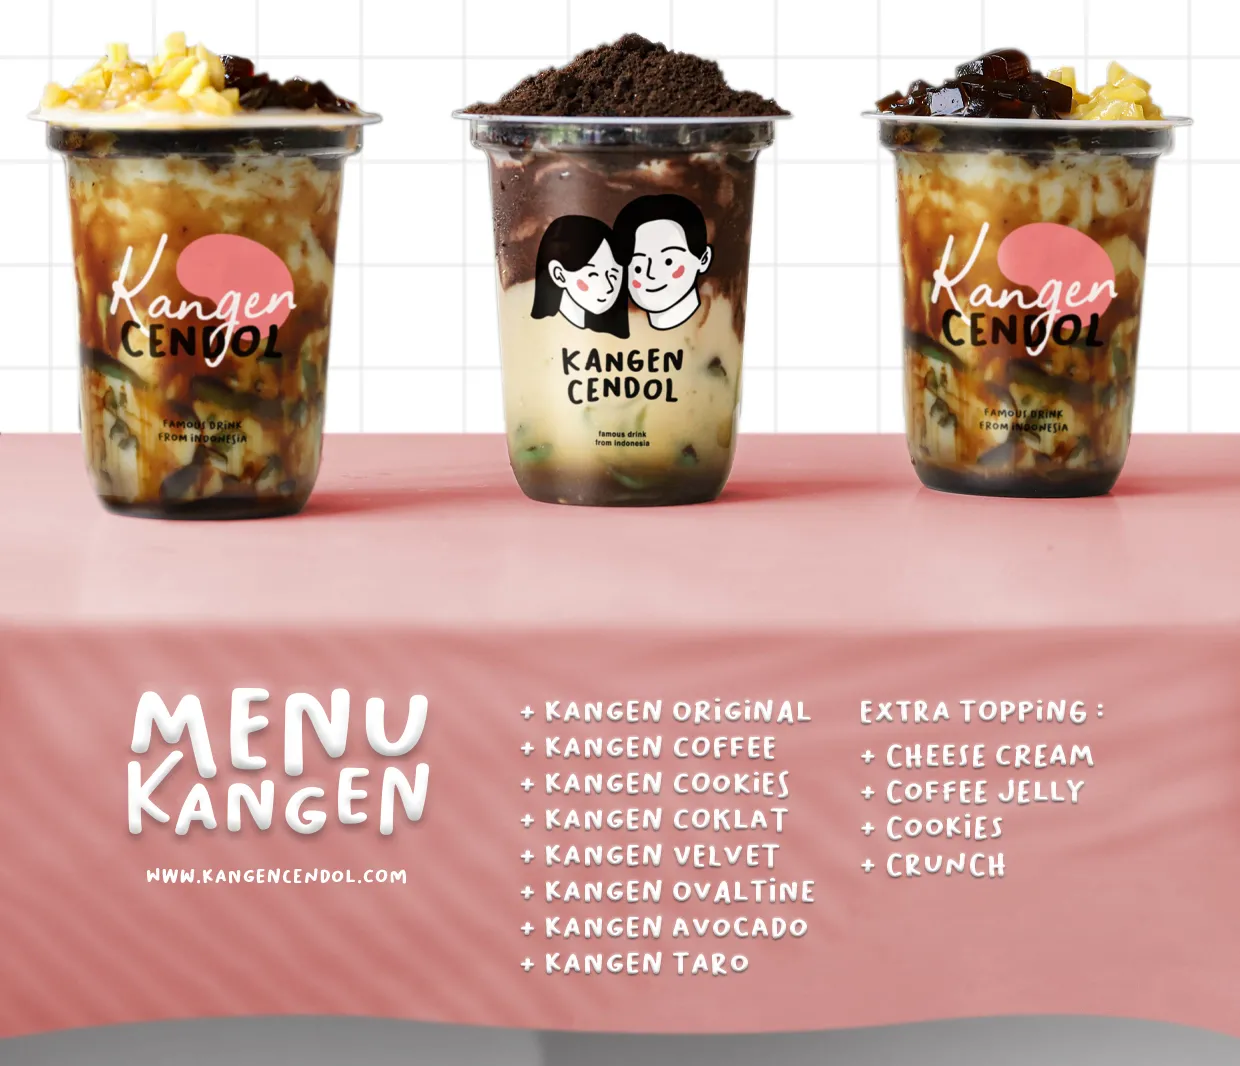 Kangen
CENDOL
FAMOUS DRINK
FROM INDONESIA
KANGEN
CENDOL
famous drink
from indonesia
Kangen
CENDOL
FAMOUS DRINK
FROM INDONESIA
MENU
KANGEN
WWW.KANGENCENDOL.COM
+ KANGEN ORIGINAL
+ KANGEN COFFEE
+ KANGEN COOKIES
+ KANGEN COKLAT
+ KANGEN VELVET
+ KANGEN OVALTINE
+ KANGEN AVOCADO
+ KANGEN TARO
EXTRA TOPPING :
+ CHEESE CREAM
+ COFFEE JELLY
+ COOKIES
+ CRUNCH